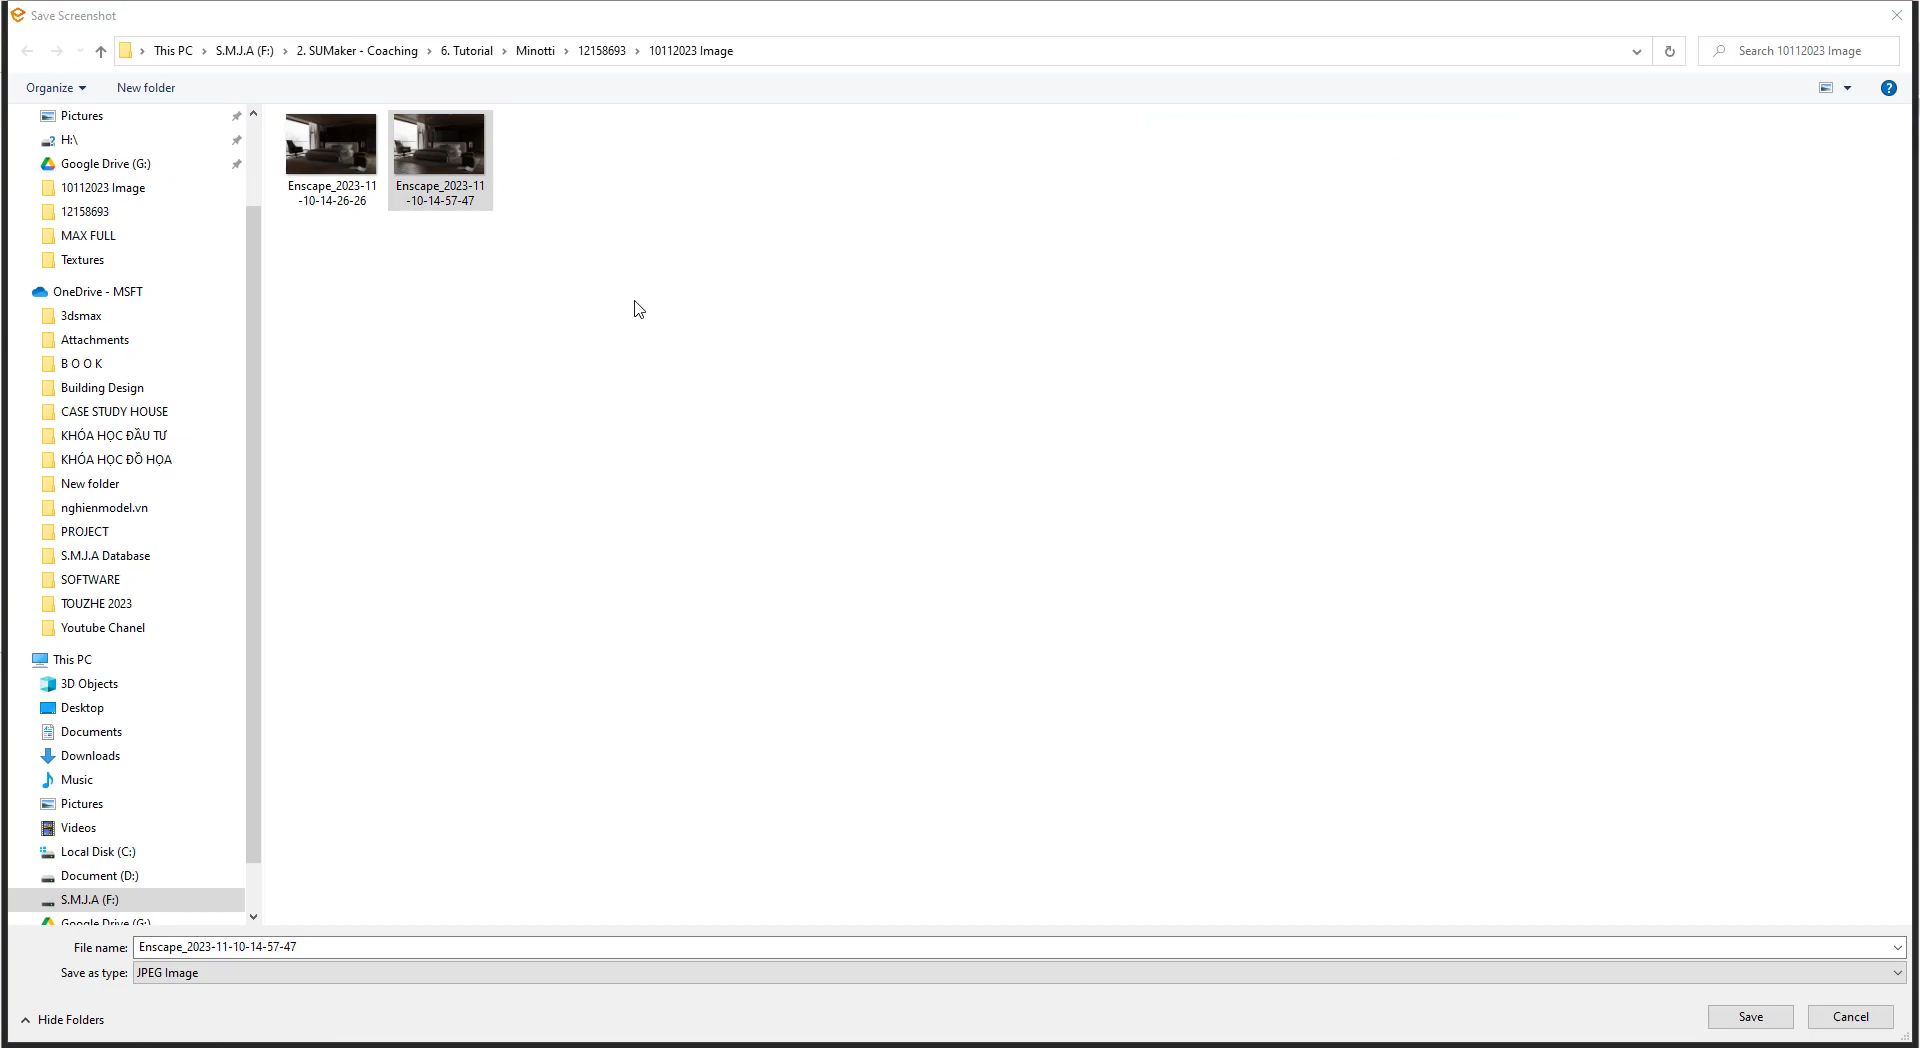 Save Screenshot
This PC > S.M.J.A (F:) > 2. SUMaker - Coaching > 6. Tutorial > Minotti > 12158693 > 10112023 Image
Search 10112023 Image
Organize
New folder
Pictures
H:\
Google Drive (G:)
10112023 Image
12158693
MAX FULL
Textures
OneDrive - MSFT
3dsmax
Attachments
B O O K
Building Design
CASE STUDY HOUSE
KHÓA HỌC ĐẦU TƯ
KHÓA HỌC ĐỒ HỌA
New folder
nghienmodel.vn
PROJECT
S.M.J.A Database
SOFTWARE
TOUZHE 2023
Youtube Chanel
This PC
3D Objects
Desktop
Documents
Downloads
Music
Pictures
Videos
Local Disk (C:)
Document (D:)
S.M.J.A (F:)
Google Drive (G:)
Enscape_2023-11
-10-14-26-26
Enscape_2023-11
-10-14-57-47
File name: Enscape_2023-11-10-14-57-47
Save as type: JPEG Image
Hide Folders
Save
Cancel